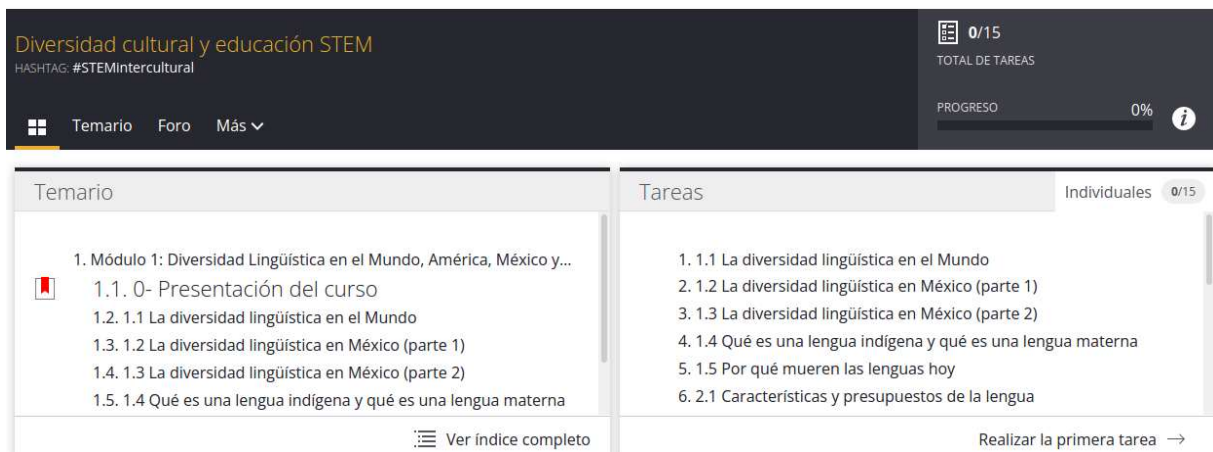 Diversidad cultural y educación STEM
HASHTAG: #STEMintercultural
Temario Foro Más
0/15
TOTAL DE TAREAS
PROGRESO 0%
i
Temario
1. Módulo 1: Diversidad Lingüística en el Mundo, América, México y...
1.1. 0- Presentación del curso
1.2. 1.1 La diversidad lingüística en el Mundo
1.3. 1.2 La diversidad lingüística en México (parte 1)
1.4. 1.3 La diversidad lingüística en México (parte 2)
1.5. 1.4 Qué es una lengua indígena y qué es una lengua materna
Ver índice completo
Tareas
Individuales 0/15
1. 1.1 La diversidad lingüística en el Mundo
2. 1.2 La diversidad lingüística en México (parte 1)
3. 1.3 La diversidad lingüística en México (parte 2)
4. 1.4 Qué es una lengua indígena y qué es una lengua materna
5. 1.5 Por qué mueren las lenguas hoy
6. 2.1 Características y presupuestos de la lengua
Realizar la primera tarea →